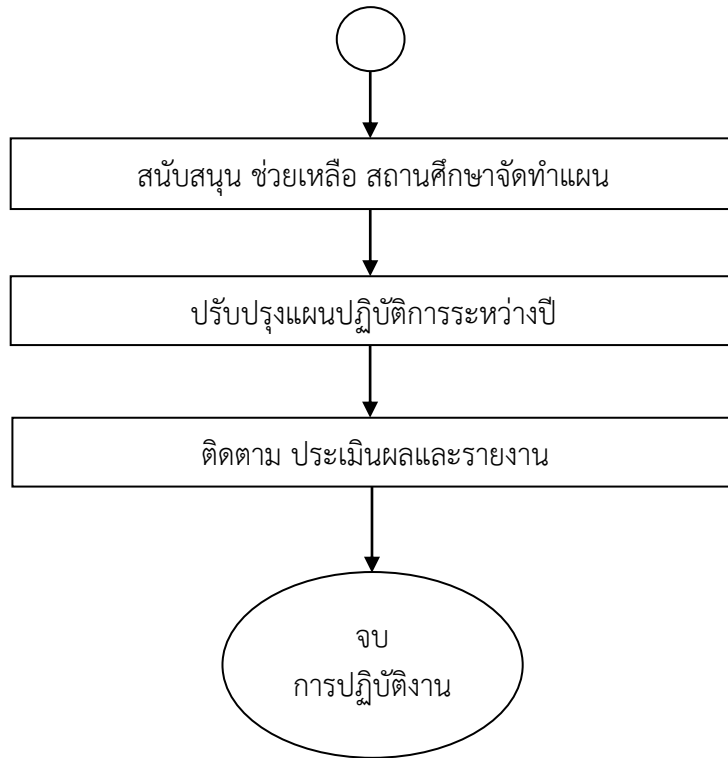 สนับสนุน ช่วยเหลือ สถานศึกษาจัดทำแผน
ปรับปรุงแผนปฏิบัติการระหว่างปี
ติดตาม ประเมินผลและรายงาน
จบ
การปฏิบัติงาน